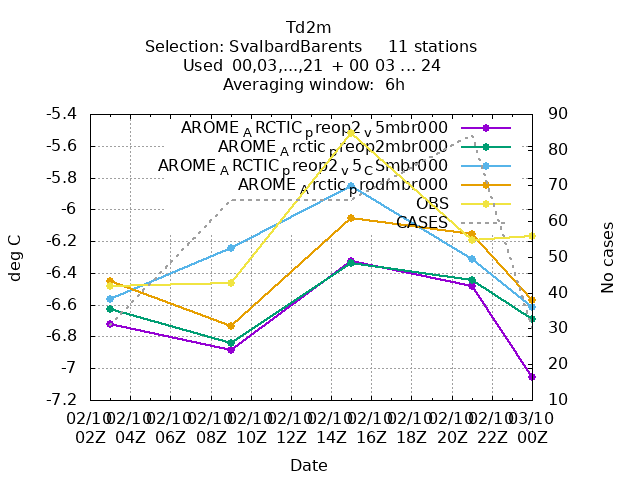 Td2m
Selection: SvalbardBarents     11 stations
Used  00,03,...,21  + 00 03 ... 24
Averaging window:  6h
AROME_ARCTIC_preop2_v5mbr000
AROME_Arctic_preop2mbr000
AROME_ARCTIC_preop2_v5_CSmbr000
AROME_Arctic_prodmbr000
OBS
CASES
-5.4
-5.6
-5.8
-6
-6.2
-6.4
-6.6
-6.8
-7
-7.2
deg C
90
80
70
60
50
40
30
20
10
No cases
02/10 02/10 02/10 02/10 02/10 02/10 02/10 02/10 02/10 02/10 02/10 03/10
02Z 04Z 06Z 08Z 10Z 12Z 14Z 16Z 18Z 20Z 22Z 00Z
Date